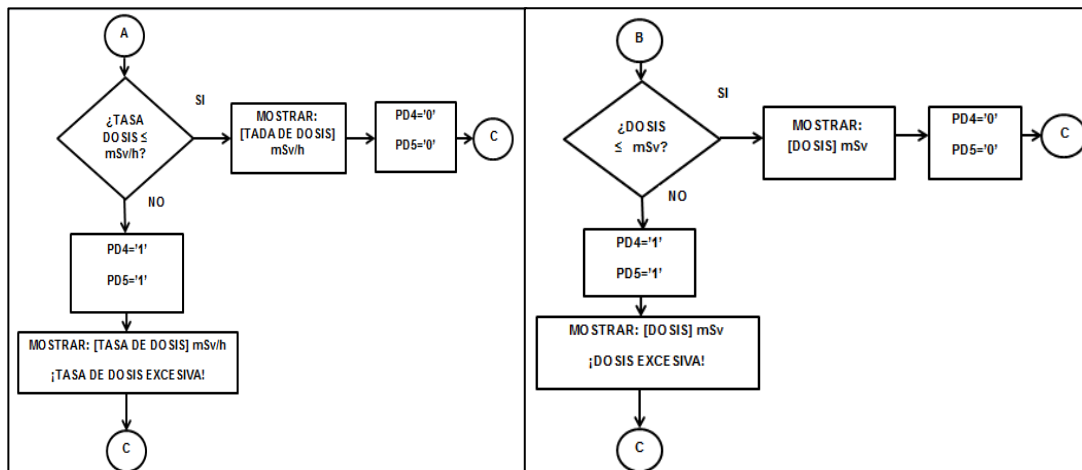 A
¿TASA
DOSIS ≤
mSv/h?
SI
MOSTRAR:
[TADA DE DOSIS]
mSv/h
PD4='0'
PD5='0'
C
NO
PD4='1'
PD5='1'
MOSTRAR: [TASA DE DOSIS] mSv/h
¡TASA DE DOSIS EXCESIVA!
C
B
¿DOSIS
≤ mSv?
SI
MOSTRAR:
[DOSIS] mSv
PD4='0'
PD5='0'
C
NO
PD4='1'
PD5='1'
MOSTRAR: [DOSIS] mSv
¡DOSIS EXCESIVA!
C